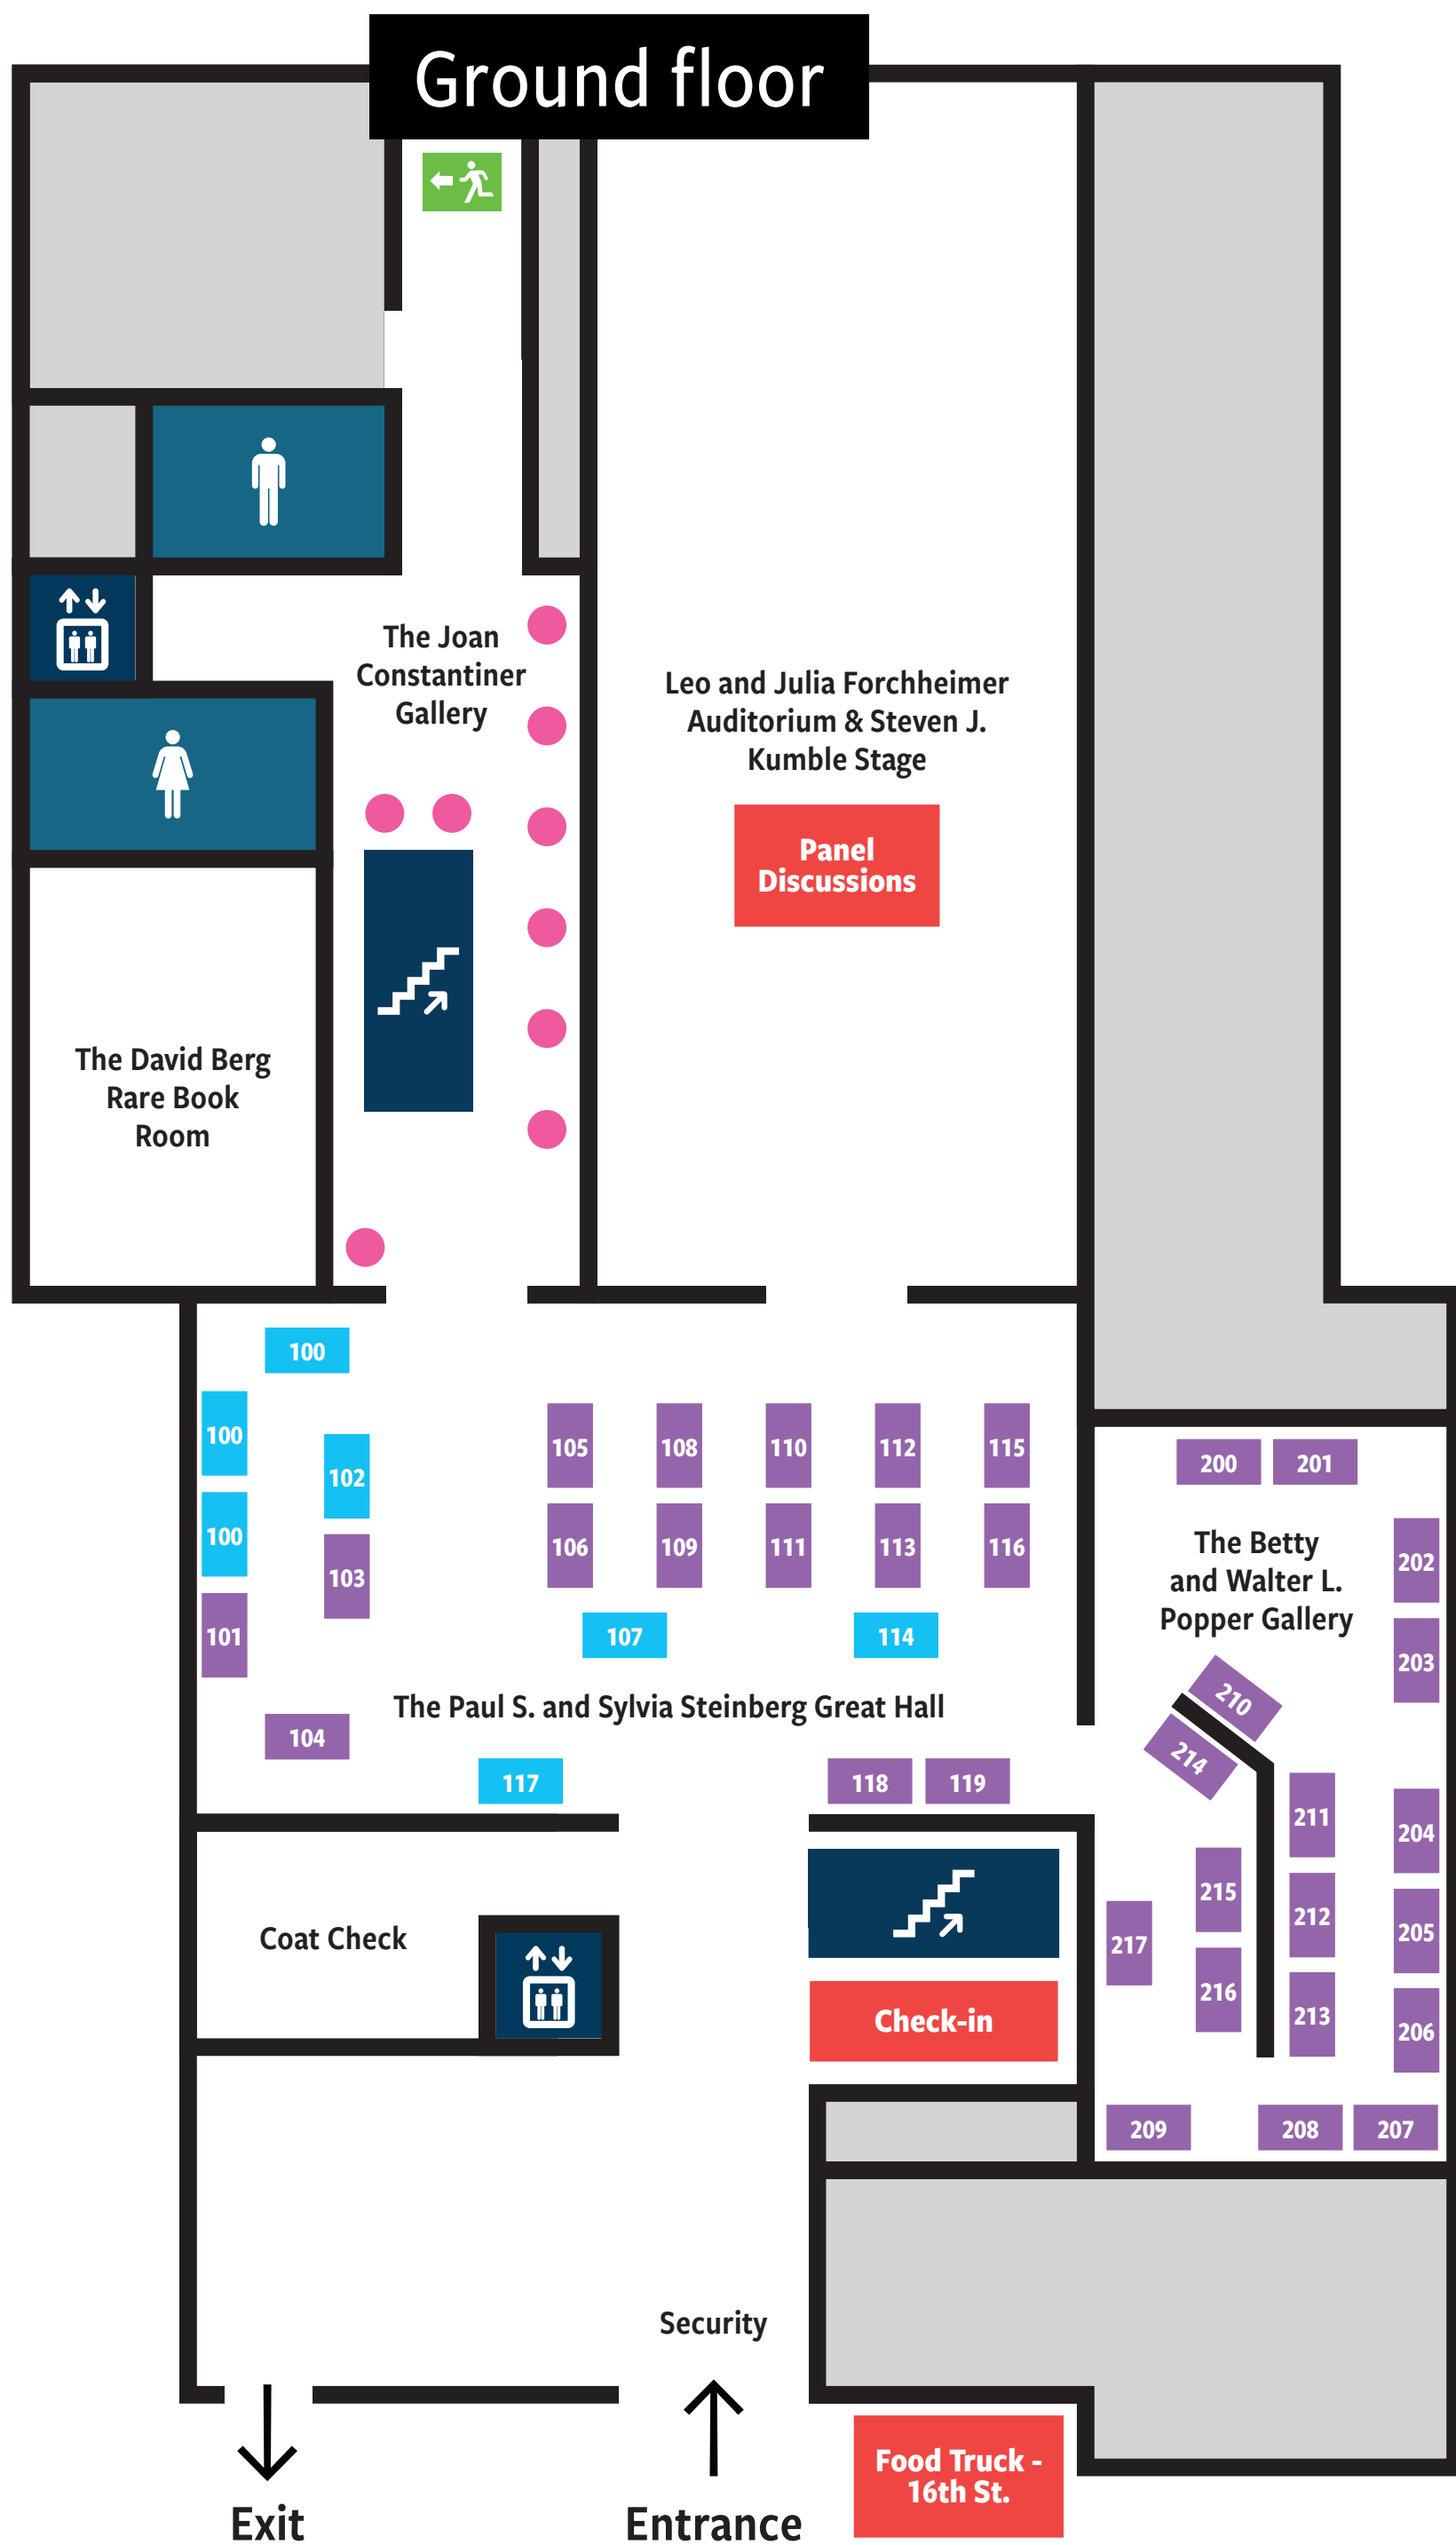 Ground floor
The Joan
Constantiner
Gallery
Leo and Julia Forchheimer
Auditorium & Steven J.
Kumble Stage
Panel
Discussions
The David Berg
Rare Book
Room
100
100
102
100
103
101
104
105
108
110
112
115
106
109
111
113
116
107
114
The Paul S. and Sylvia Steinberg Great Hall
117
118
119
200
201
The Betty
and Walter L.
Popper Gallery
202
203
210
214
211
204
215
212
205
217
216
213
206
209
208
207
Coat Check
Check-in
Security
Food Truck -
16th St.
Exit
Entrance